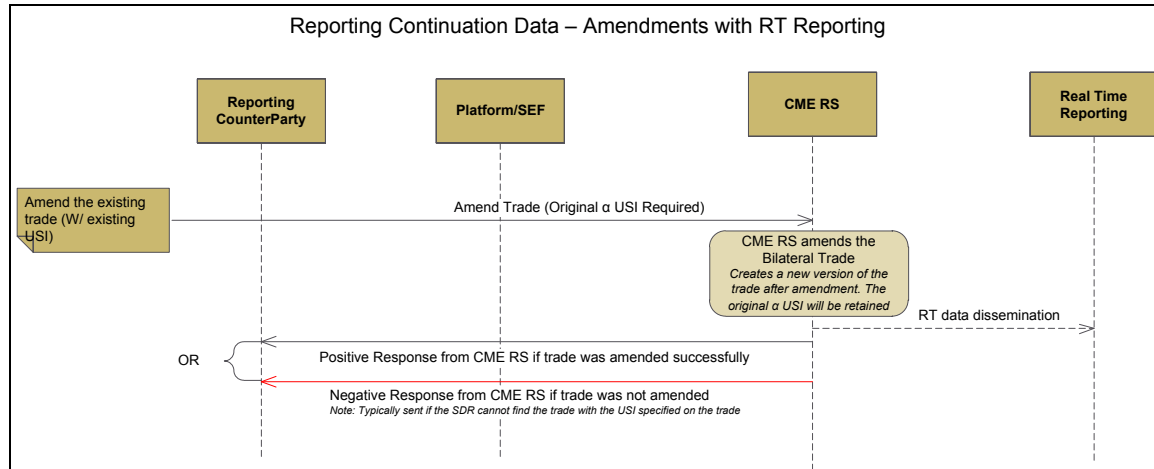 Reporting Continuation Data – Amendments with RT Reporting
Reporting
CounterParty
Platform/SEF
CME RS
Real Time
Reporting
Amend the existing
trade (W/ existing
USI)
Amend Trade (Original α USI Required)
CME RS amends the
Bilateral Trade
Creates a new version of the
trade after amendment. The
original α USI will be retained
RT data dissemination
OR
Positive Response from CME RS if trade was amended successfully
Negative Response from CME RS if trade was not amended
Note: Typically sent if the SDR cannot find the trade with the USI specified on the trade